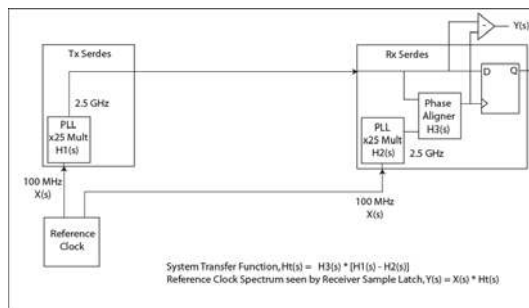 Tx Serdes
2.5 GHz
PLL
x25 Mult
H1(s)
100 MHz
X(s)
Reference
Clock
Rx Serdes
Y(s)
D
Q
Phase
Aligner
H3(s)
PLL
x25 Mult
H2(s)
2.5 GHz
100 MHz
X(s)
System Transfer Function, Ht(s) = H3(s) * [H1(s) - H2(s)]
Reference Clock Spectrum seen by Receiver Sample Latch, Y(s) = X(s) * Ht(s)